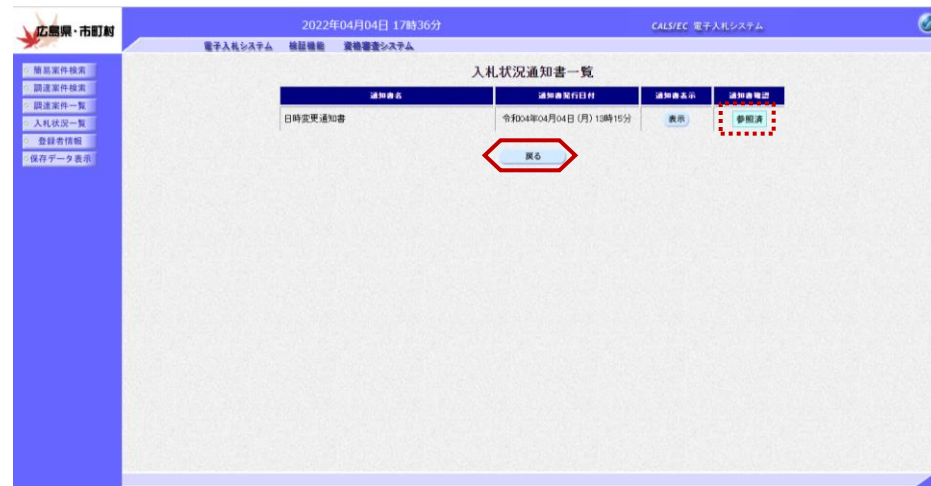 広島県・市町村
2022年04月04日 17時36分
CALS/EC 電子入札システム
電子入札システム 検証機能 資格審査システム
簡易案件検索
調達案件検索
調達案件一覧
入札状況一覧
登録者情報
保存データ表示
入札状況通知書一覧
通知書名 通知書発行日付 通知書表示 通知書確認
日時変更通知書 令和04年04月04日(月)13時15分 表示 参照済
戻る